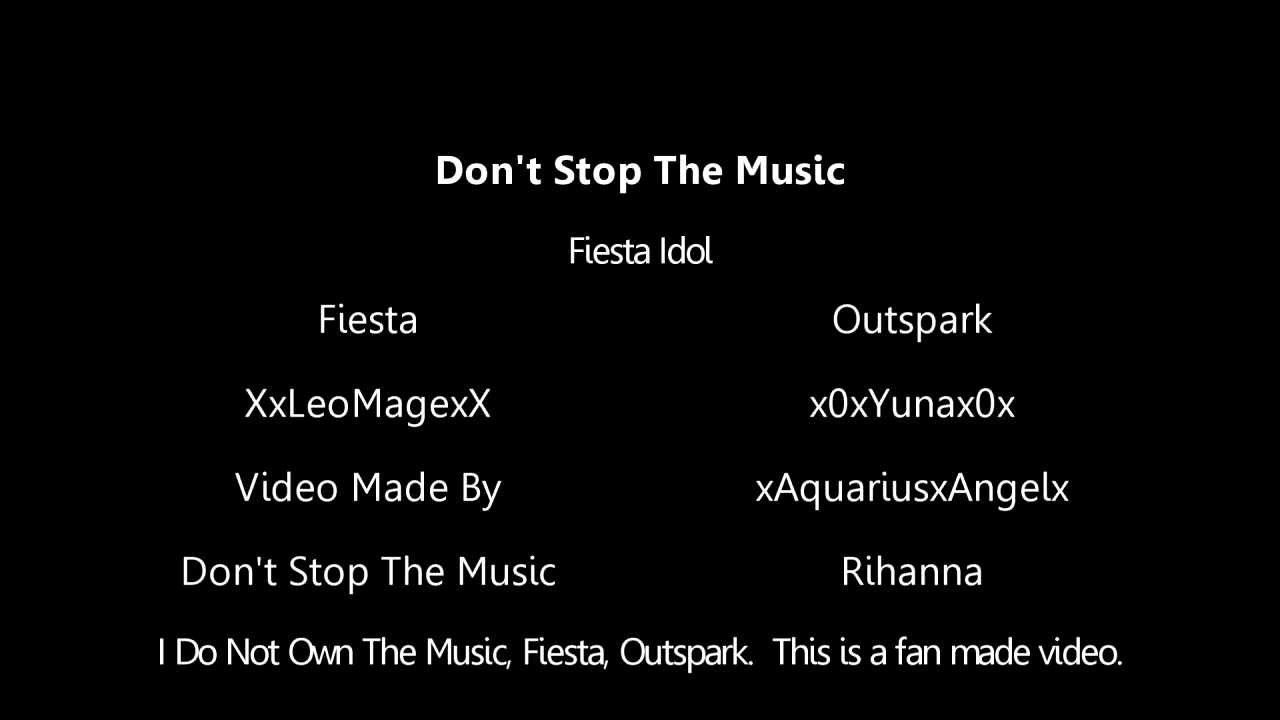 Don't Stop The Music
Fiesta Idol
Fiesta Outspark
XxLeoMagexX x0xYunax0x
Video Made By xAquariusxAngelx
Don't Stop The Music Rihanna
I Do Not Own The Music, Fiesta, Outspark.  This is a fan made video.